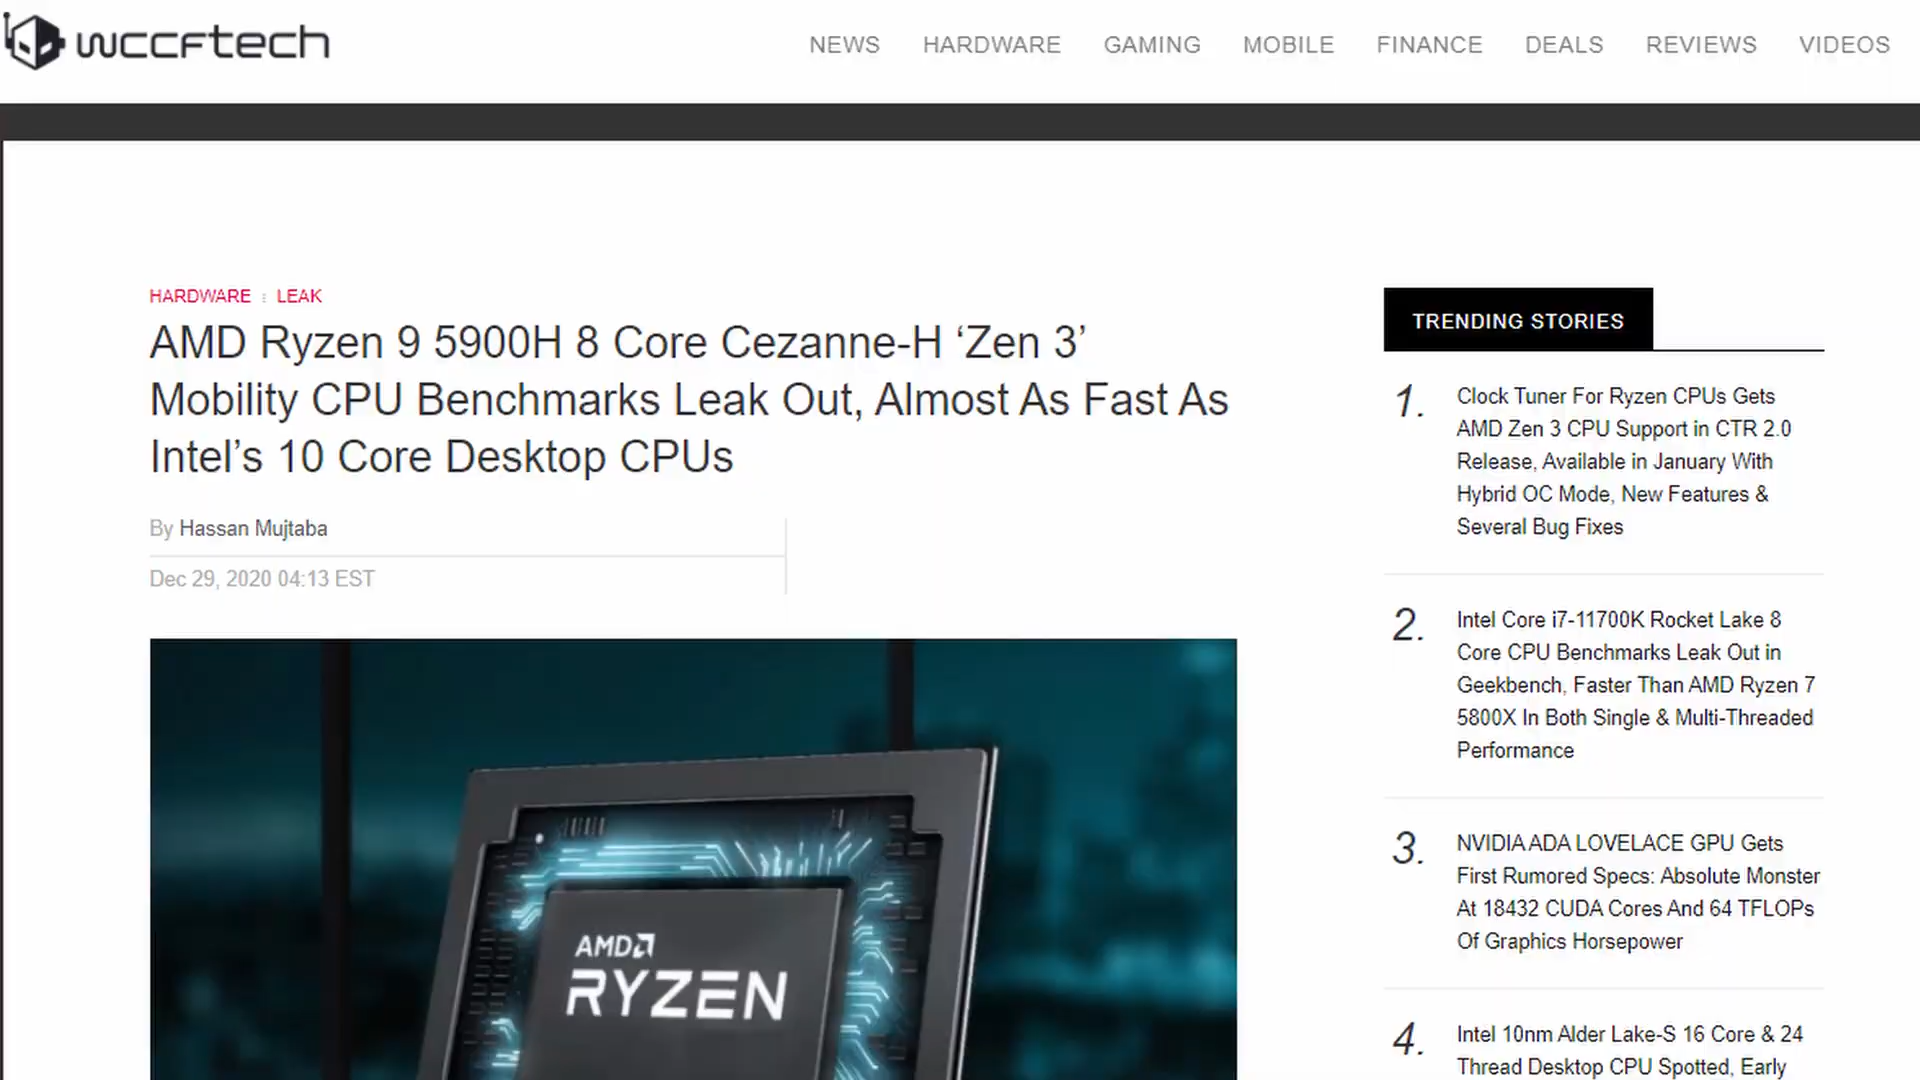 wccftech
NEWS HARDWARE GAMING MOBILE FINANCE DEALS REVIEWS VIDEOS
HARDWARE LEAK
AMD Ryzen 9 5900H 8 Core Cezanne-H ‘Zen 3’
Mobility CPU Benchmarks Leak Out, Almost As Fast As
Intel’s 10 Core Desktop CPUs
By Hassan Mujtaba
Dec 29, 2020 04:13 EST
AMD
RYZEN
TRENDING STORIES
1. Clock Tuner For Ryzen CPUs Gets
AMD Zen 3 CPU Support in CTR 2.0
Release, Available in January With
Hybrid OC Mode, New Features &
Several Bug Fixes
2. Intel Core i7-11700K Rocket Lake 8
Core CPU Benchmarks Leak Out in
Geekbench, Faster Than AMD Ryzen 7
5800X In Both Single & Multi-Threaded
Performance
3. NVIDIA ADA LOVELACE GPU Gets
First Rumored Specs: Absolute Monster
At 18432 CUDA Cores And 64 TFLOPs
Of Graphics Horsepower
4. Intel 10nm Alder Lake-S 16 Core & 24
Thread Desktop CPU Spotted, Early